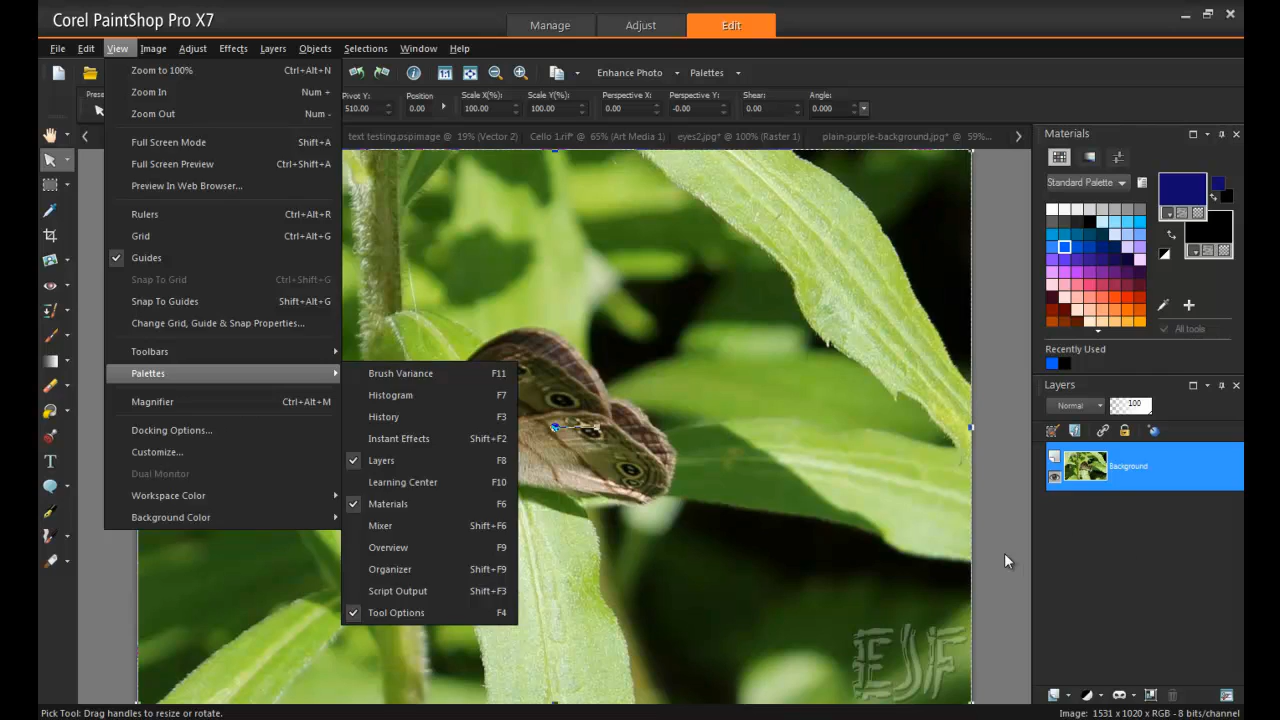 Corel PaintShop Pro X7
Manage
Adjust
Edit
File Edit View Image Adjust Effects Layers Objects Selections Window Help
Enhance Photo
Palettes
Pivot Y:
510.00
Position
0.00
Scale X(%):
100.00
Scale Y(%):
100.00
Perspective X:
0.00
Perspective Y:
-0.00
Shear:
0.00
Angle:
0.000
Prese
text testing.pspimage @ 19% (Vector 2)
Cello 1.rif* @ 65% (Art Media 1)
eyes2.jpg* @ 100% (Raster 1)
plain-purple-background.jpg* @ 59%...
Zoom to 100% Ctrl+Alt+N
Zoom In Num +
Zoom Out Num -
Full Screen Mode Shift+A
Full Screen Preview Ctrl+Shift+A
Preview In Web Browser...
Rulers Ctrl+Alt+R
Grid Ctrl+Alt+G
Guides
Snap To Grid Ctrl+Shift+G
Snap To Guides Shift+Alt+G
Change Grid, Guide & Snap Properties...
Toolbars
Palettes
Magnifier Ctrl+Alt+M
Docking Options...
Customize...
Dual Monitor
Workspace Color
Background Color
Brush Variance F11
Histogram F7
History F3
Instant Effects Shift+F2
Layers F8
Learning Center F10
Materials F6
Mixer Shift+F6
Overview F9
Organizer Shift+F9
Script Output Shift+F3
Tool Options F4
Materials
Standard Palette
All tools
Recently Used
Layers
Normal
100
Background
ESF
Pick Tool: Drag handles to resize or rotate.
Image: 1531 x 1020 x RGB - 8 bits/channel